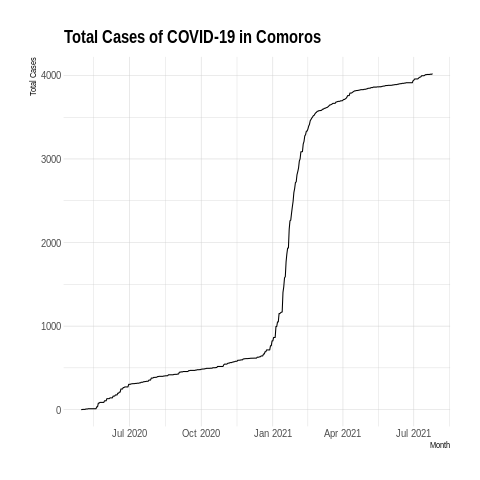 Total Cases of COVID-19 in Comoros
Total Cases
4000
3000
2000
1000
0
Jul 2020 Oct 2020 Jan 2021 Apr 2021 Jul 2021
Month